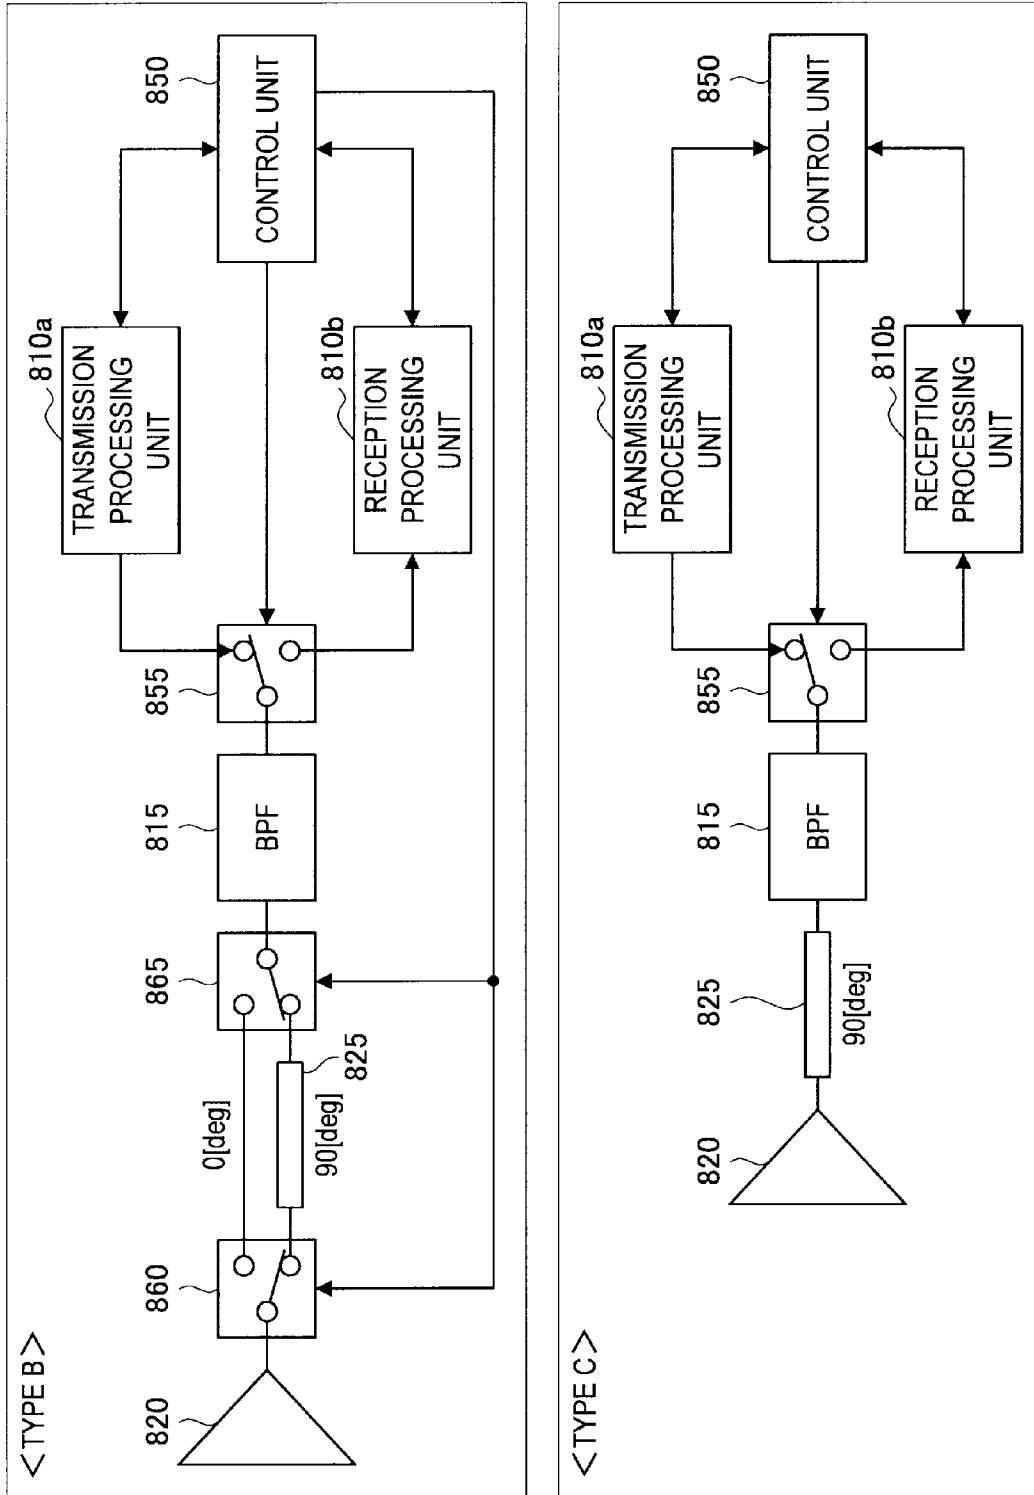 <TYPE B>
820
860
0[deg]
90[deg]
825
865
815
BPF
855
810a
TRANSMISSION
PROCESSING
UNIT
810b
RECEPTION
PROCESSING
UNIT
850
CONTROL UNIT
<TYPE C>
820
825
90[deg]
815
BPF
855
810a
TRANSMISSION
PROCESSING
UNIT
810b
RECEPTION
PROCESSING
UNIT
850
CONTROL UNIT